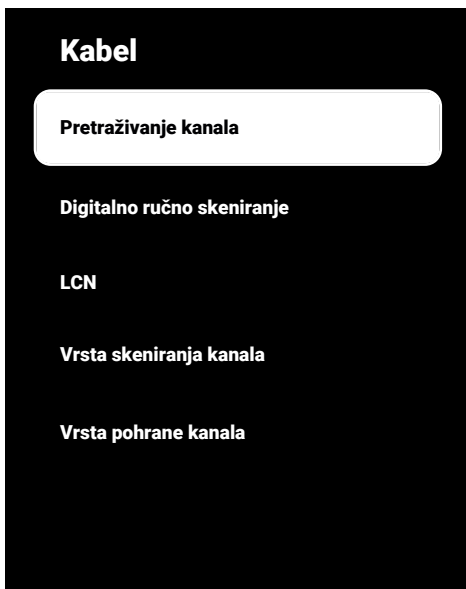 Kabel
Pretraživanje kanala
Digitalno ručno skeniranje
LCN
Vrsta skeniranja kanala
Vrsta pohrane kanala